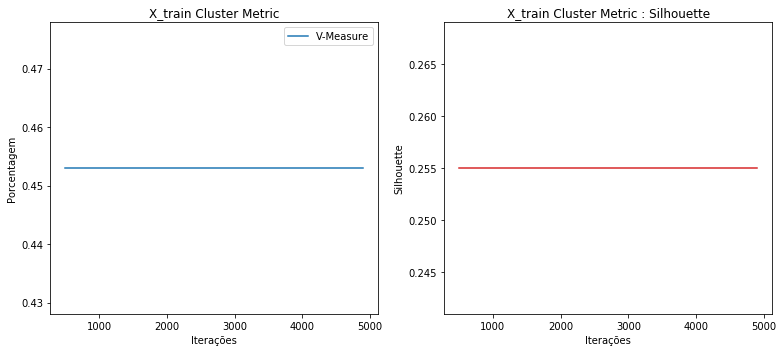 X_train Cluster Metric
V-Measure
0.47
0.46
0.45
0.44
0.43
Porcentagem
1000 2000 3000 4000 5000
Iterações
X_train Cluster Metric : Silhouette
0.265
0.260
0.255
0.250
0.245
Silhouette
1000 2000 3000 4000 5000
Iterações